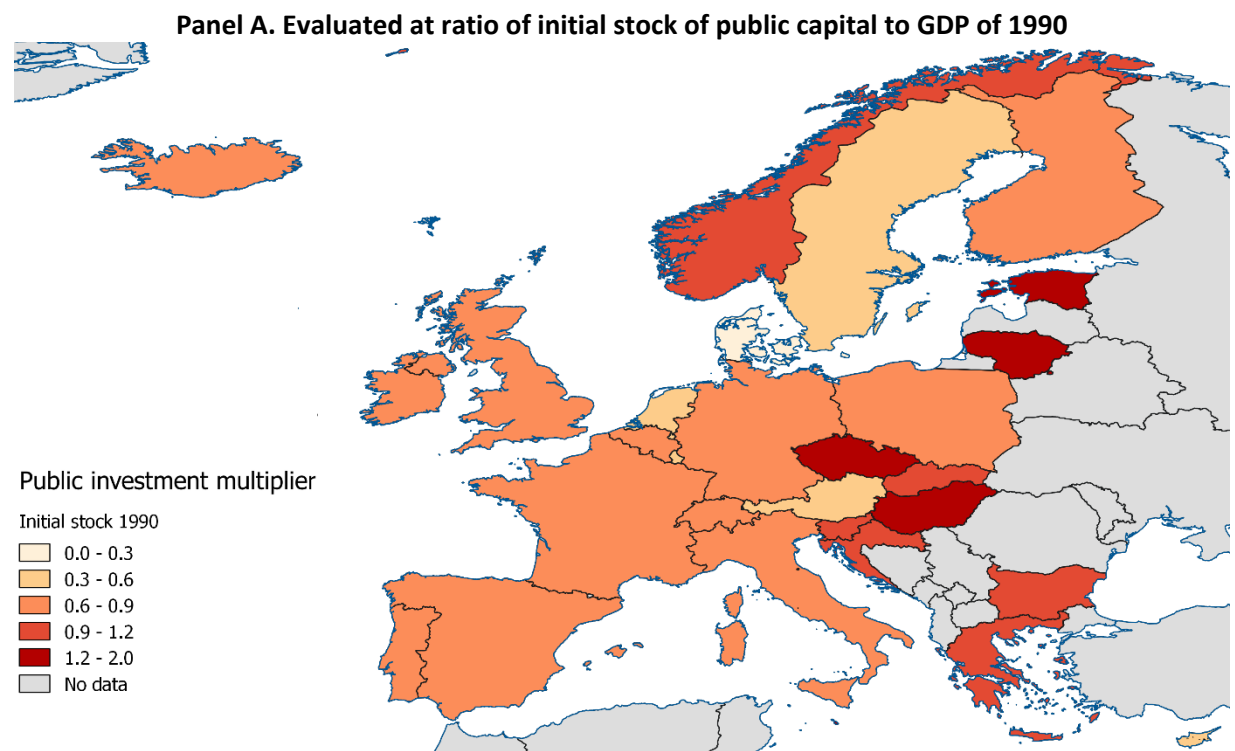 Panel A. Evaluated at ratio of initial stock of public capital to GDP of 1990
Public investment multiplier
Initial stock 1990
0.0 - 0.3
0.3 - 0.6
0.6 - 0.9
0.9 - 1.2
1.2 - 2.0
No data